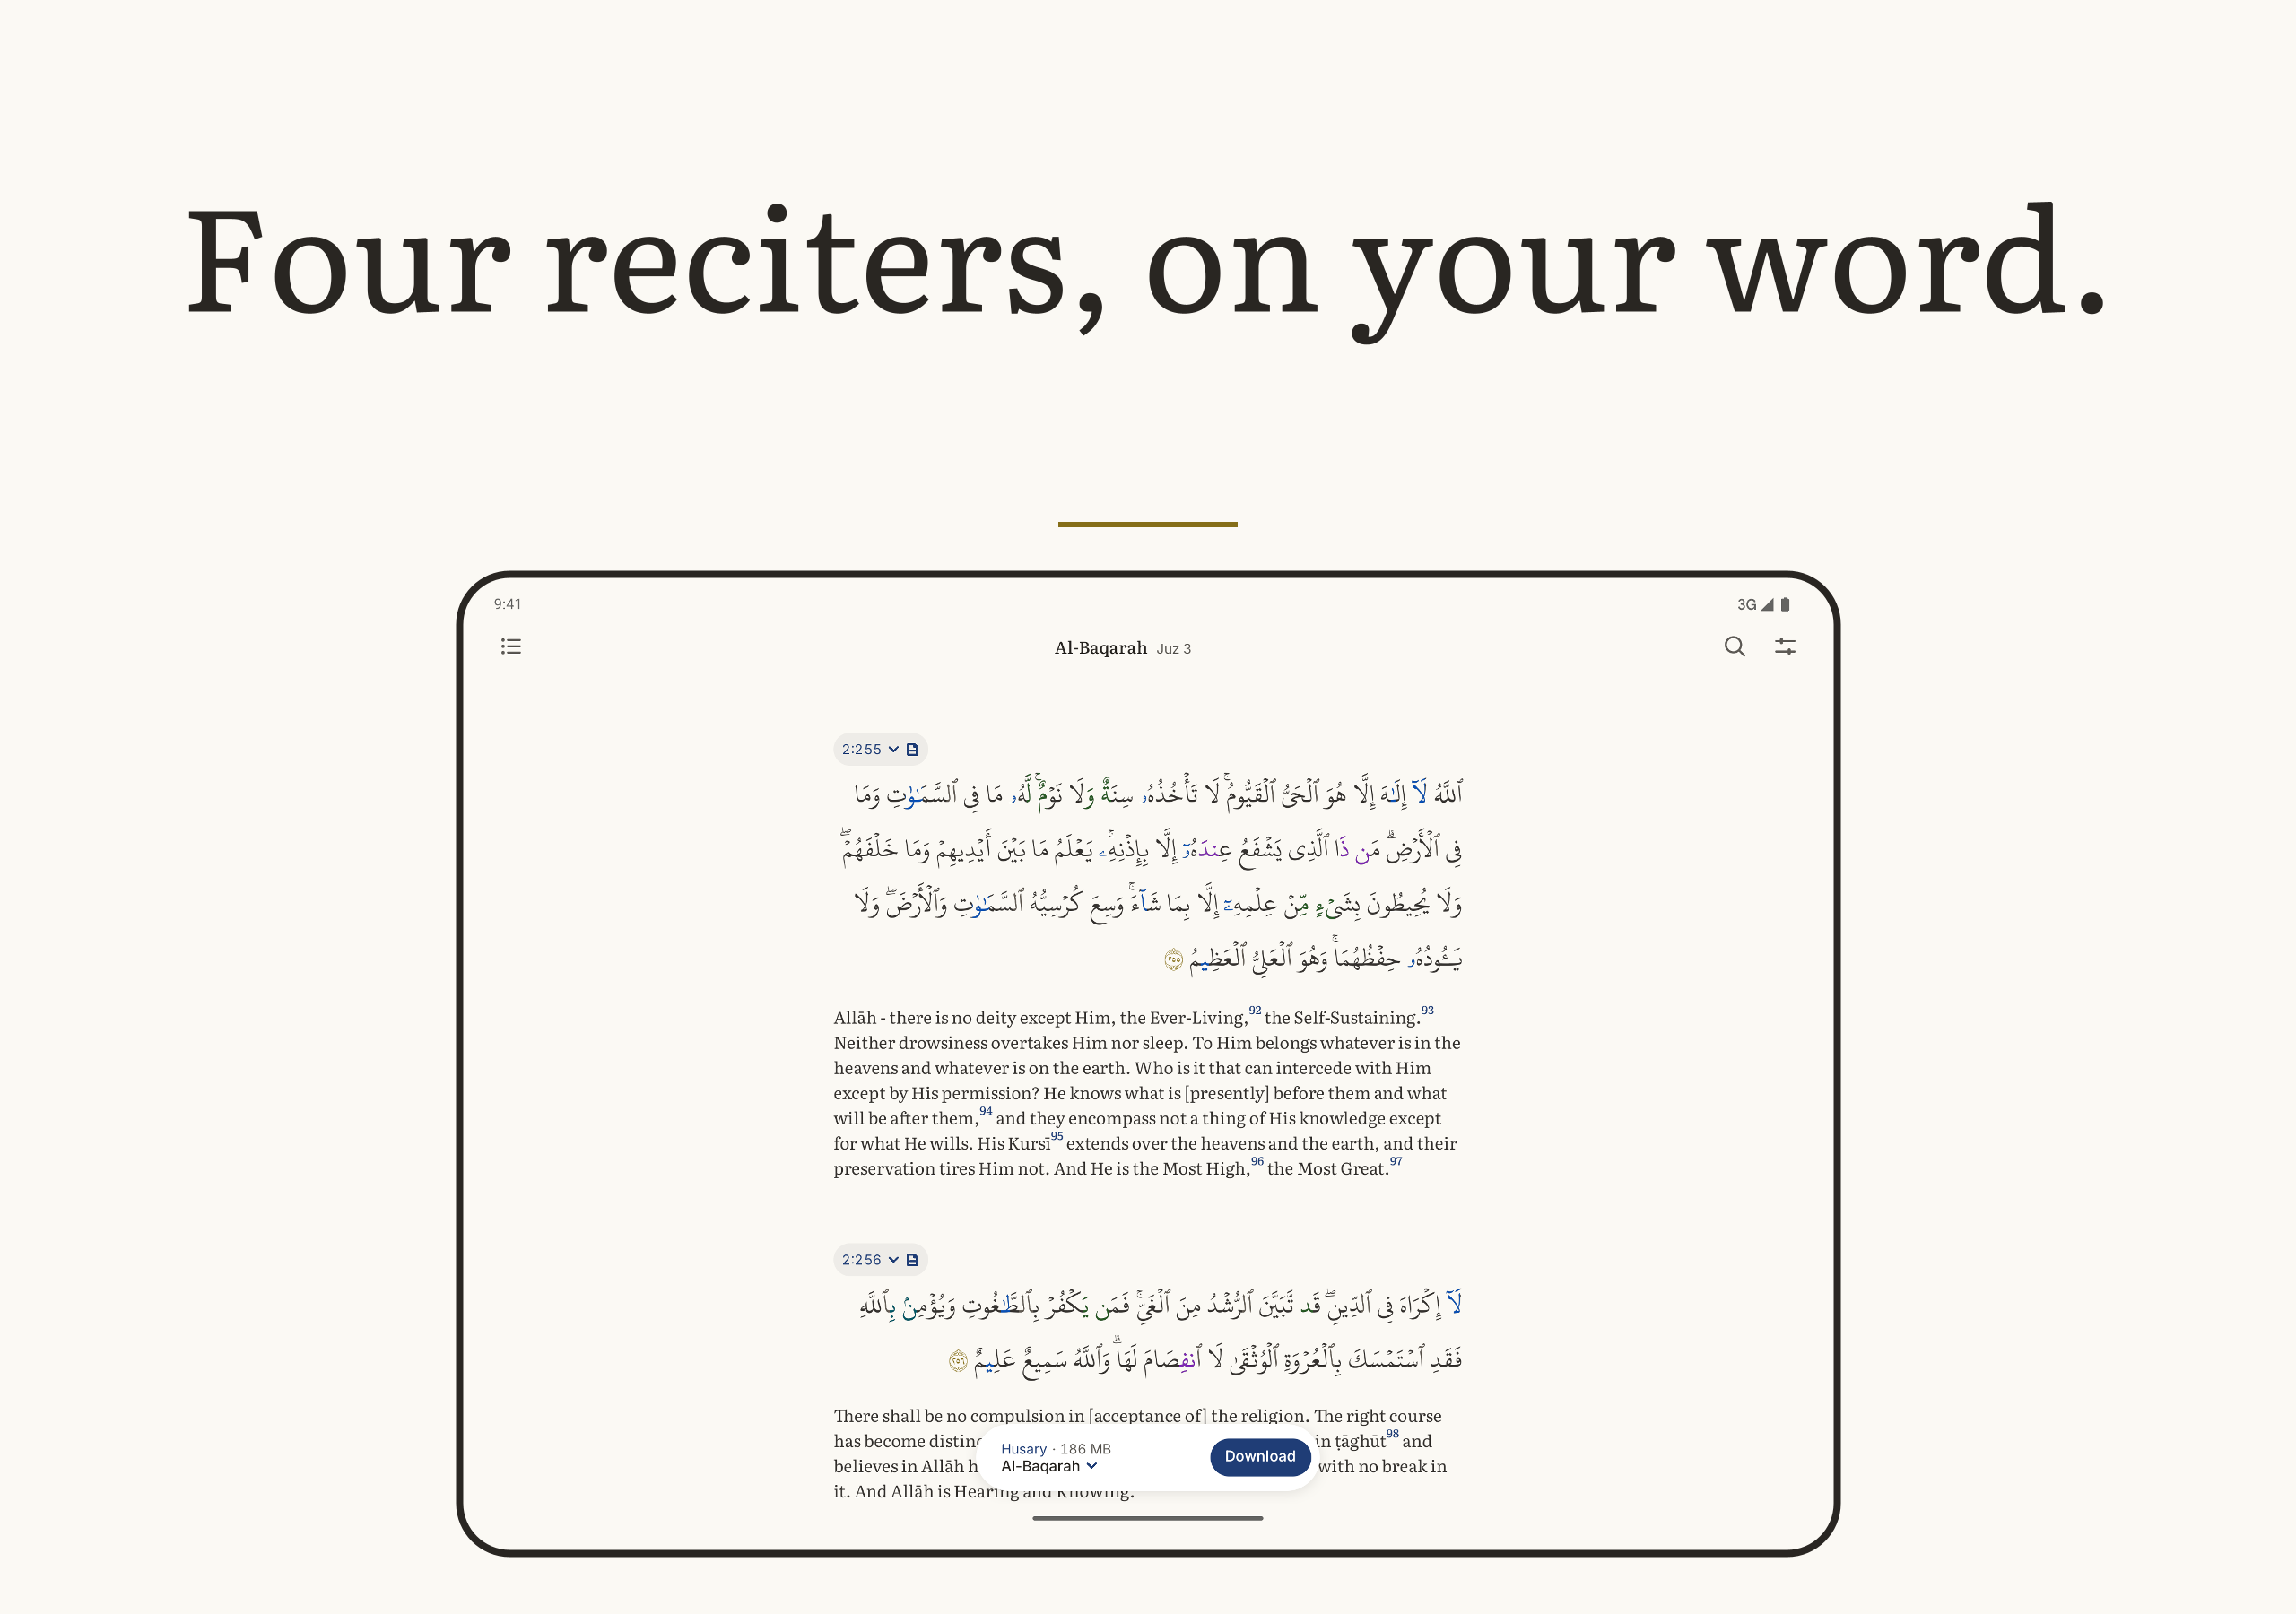 Four reciters, on your word.
9:41
3G
Al-Baqarah Juz 3
2:255
ٱللَّهُ لَآ إِلَـٰهَ إِلَّا هُوَ ٱلْحَىُّ ٱلْقَيُّومُ ۚ لَا تَأْخُذُهُۥ سِنَةٌ وَلَا نَوْمٌ ۚ لَّهُۥ مَا فِى ٱلسَّمَـٰوَٰتِ وَمَا
فِى ٱلْأَرْضِ ۗ مَن ذَا ٱلَّذِى يَشْفَعُ عِندَهُۥٓ إِلَّا بِإِذْنِهِۦ ۚ يَعْلَمُ مَا بَيْنَ أَيْدِيهِمْ وَمَا خَلْفَهُمْ ۖ
وَلَا يُحِيطُونَ بِشَىْءٍ مِّنْ عِلْمِهِۦٓ إِلَّا بِمَا شَآءَ ۚ وَسِعَ كُرْسِيُّهُ ٱلسَّمَـٰوَٰتِ وَٱلْأَرْضَ ۖ وَلَا
يَـُٔودُهُۥ حِفْظُهُمَا ۚ وَهُوَ ٱلْعَلِىُّ ٱلْعَظِيمُ ٢٥٥
Allāh - there is no deity except Him, the Ever-Living,92 the Self-Sustaining.93
Neither drowsiness overtakes Him nor sleep. To Him belongs whatever is in the
heavens and whatever is on the earth. Who is it that can intercede with Him
except by His permission? He knows what is [presently] before them and what
will be after them,94 and they encompass not a thing of His knowledge except
for what He wills. His Kursī95 extends over the heavens and the earth, and their
preservation tires Him not. And He is the Most High,96 the Most Great.97
2:256
لَآ إِكْرَاهَ فِى ٱلدِّينِ ۖ قَد تَّبَيَّنَ ٱلرُّشْدُ مِنَ ٱلْغَىِّ ۚ فَمَن يَكْفُرْ بِٱلطَّـٰغُوتِ وَيُؤْمِنۢ بِٱللَّهِ
فَقَدِ ٱسْتَمْسَكَ بِٱلْعُرْوَةِ ٱلْوُثْقَىٰ لَا ٱنفِصَامَ لَهَا ۗ وَٱللَّهُ سَمِيعٌ عَلِيمٌ ٢٥٦
There shall be no compulsion in [acceptance of] the religion. The right course
has become in ṭāghūt98 and
believes in Allāh with no break in
it. And Allāh is Hearing and Knowing.
Husary · 186 MB
Al-Baqarah
Download